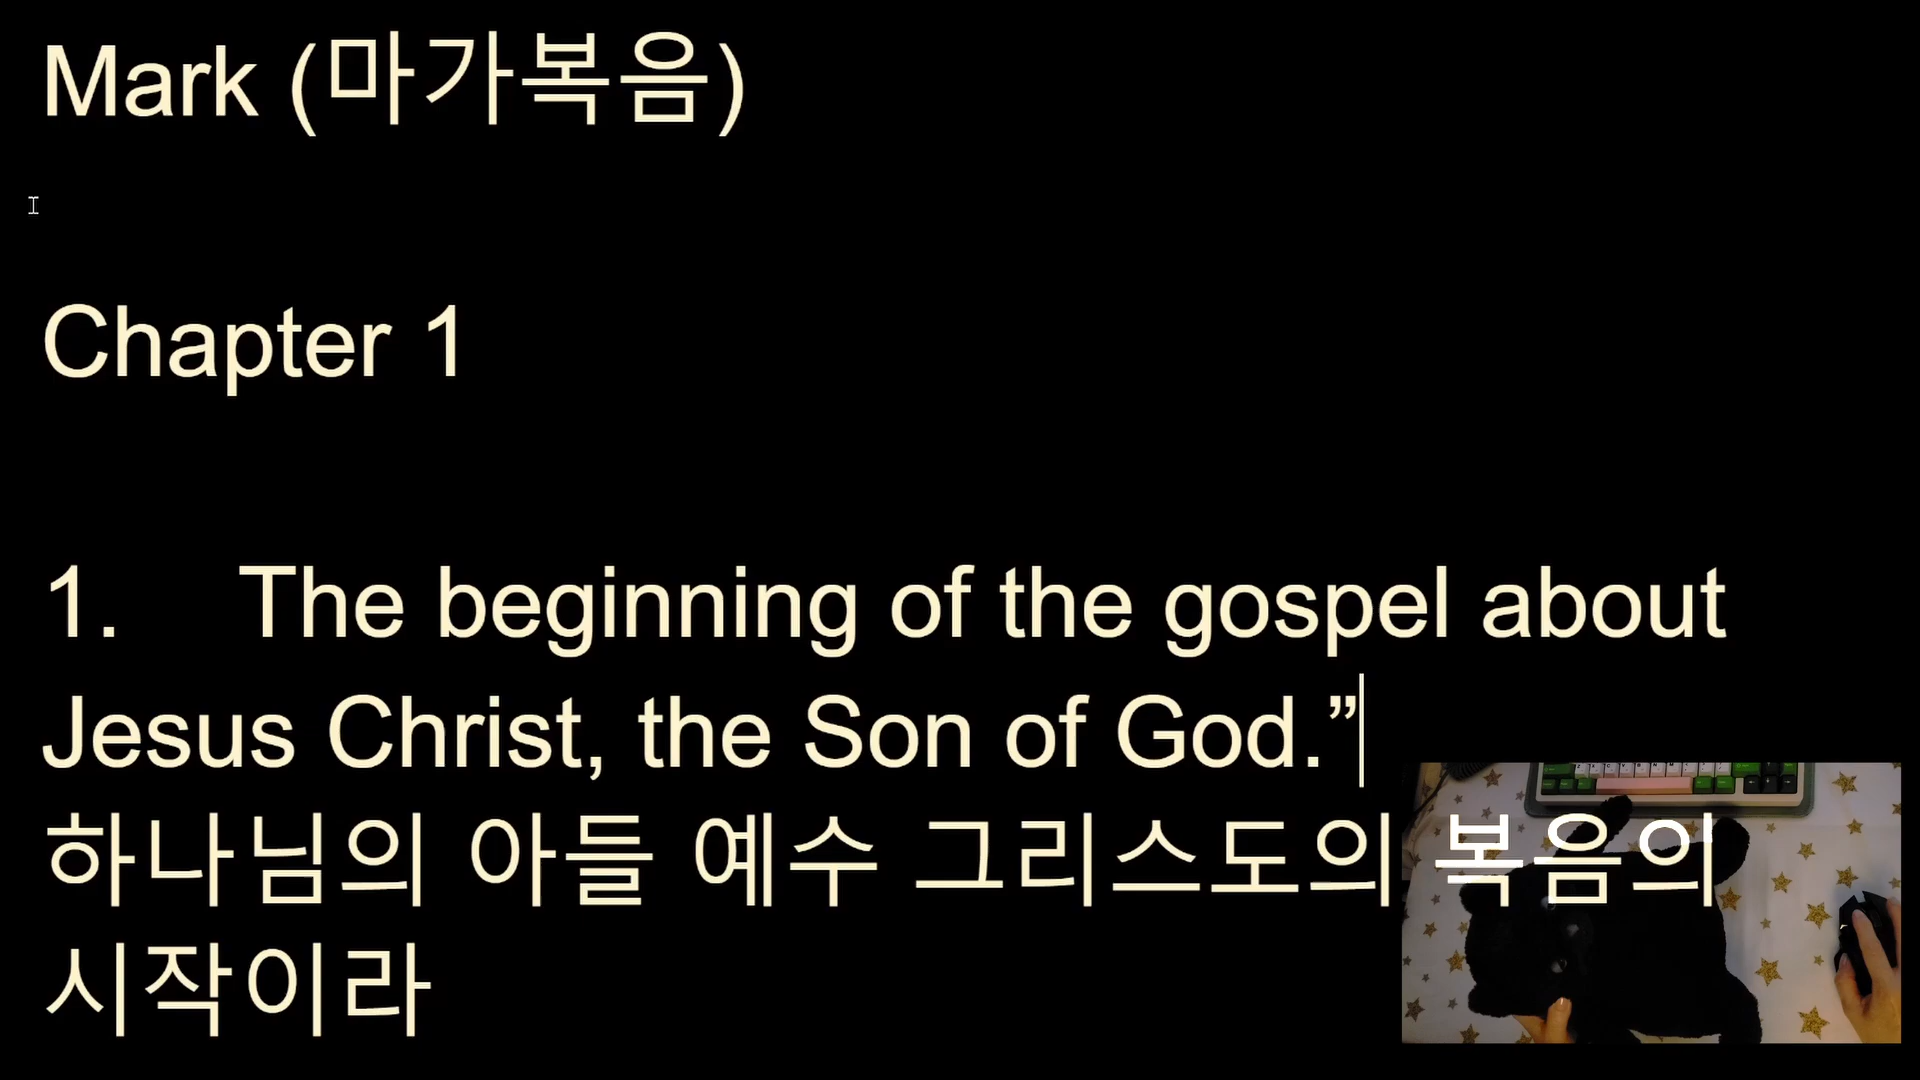 Mark (마가복음)
Chapter 1
1. The beginning of the gospel about
Jesus Christ, the Son of God.”
하나님의 아들 예수 그리스도의 복음의
시작이라